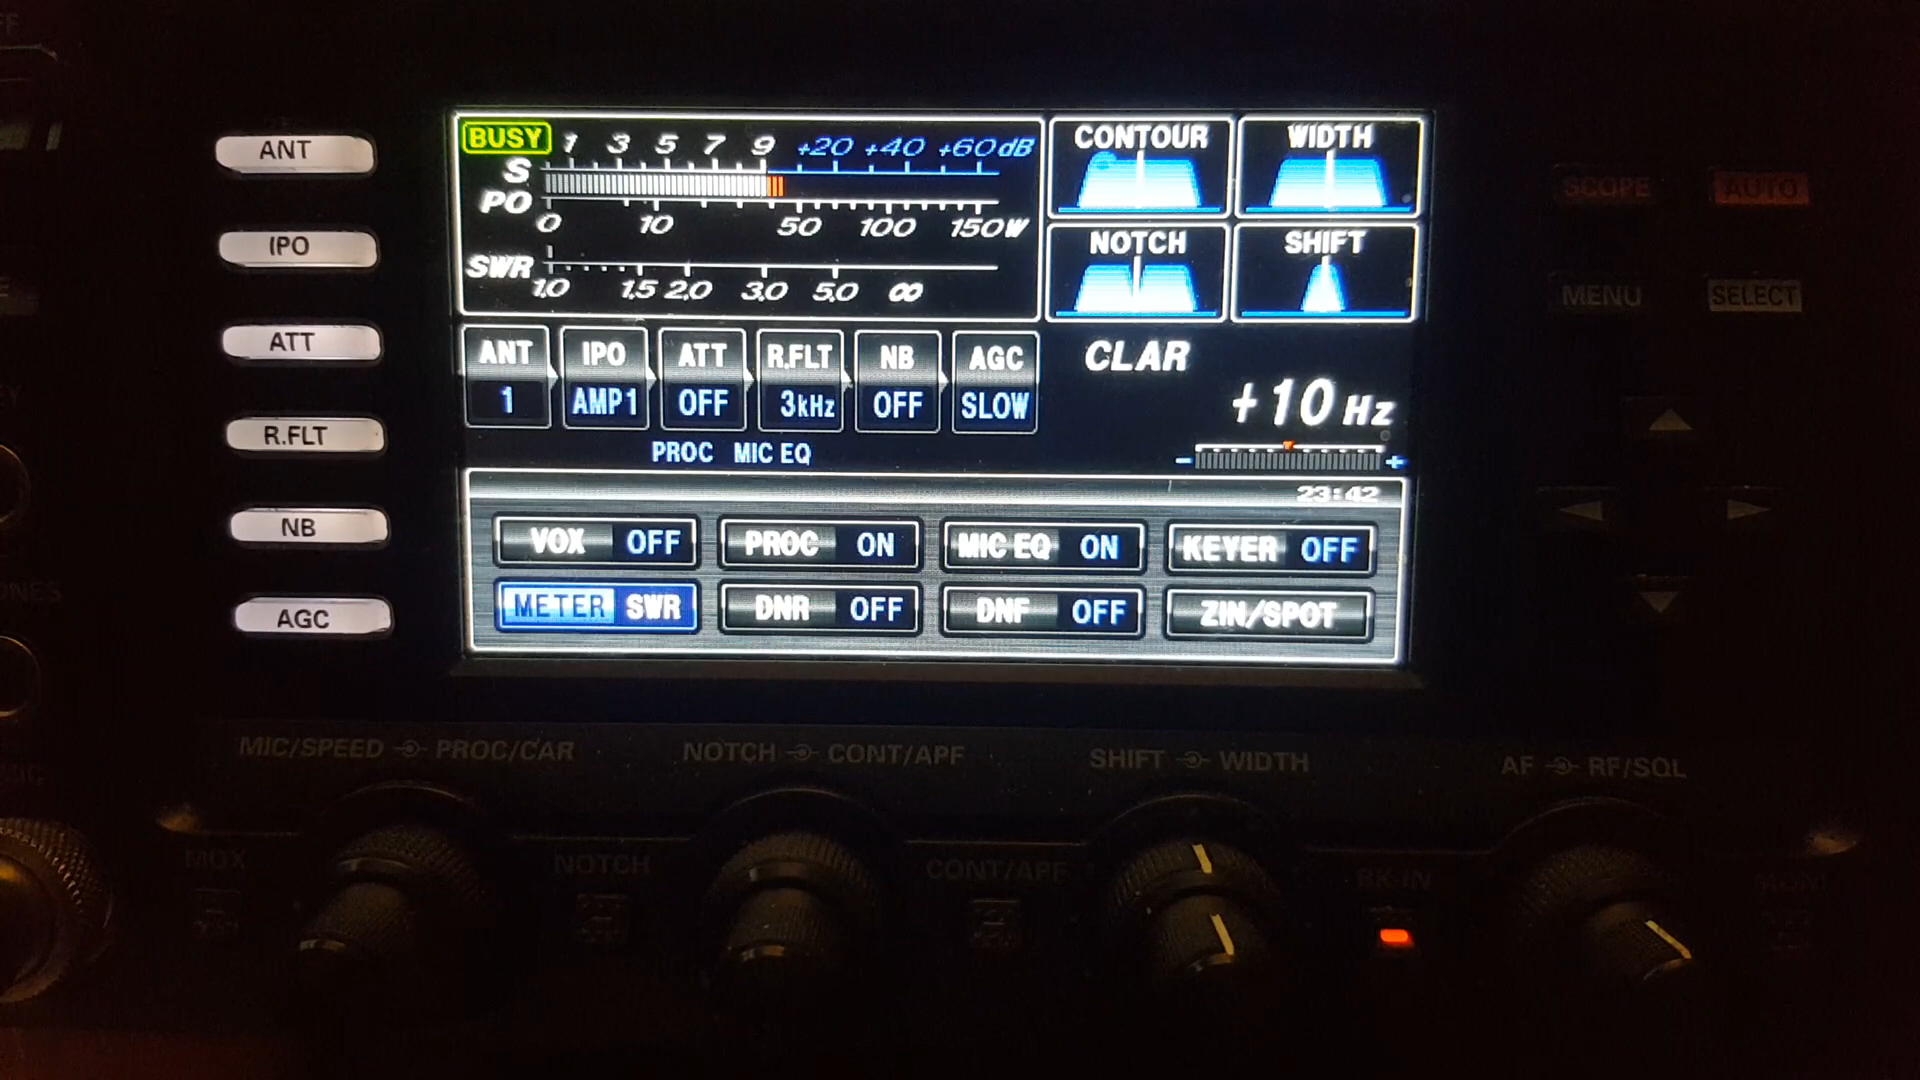 BUSY 1 3 5 7 9 +20 +40 +60dB
S
PO
0 10 50 100 150W
SWR
1.0 1.5 2.0 3.0 5.0 ∞
CONTOUR WIDTH
NOTCH SHIFT
ANT IPO ATT R.FLT NB AGC
1 AMP1 OFF 3kHz OFF SLOW
CLAR
+10 Hz
PROC MIC EQ
- +
23:42
VOX OFF PROC ON MIC EQ ON KEYER OFF
METER SWR DNR OFF DNF OFF ZIN/SPOT
ANT
IPO
ATT
R.FLT
NB
AGC
SCOPE AUTO
MENU SELECT
MIC/SPEED PROC/CAR NOTCH CONT/APF SHIFT WIDTH AF RF/SQL
MOX NOTCH CONT/APF BK-IN